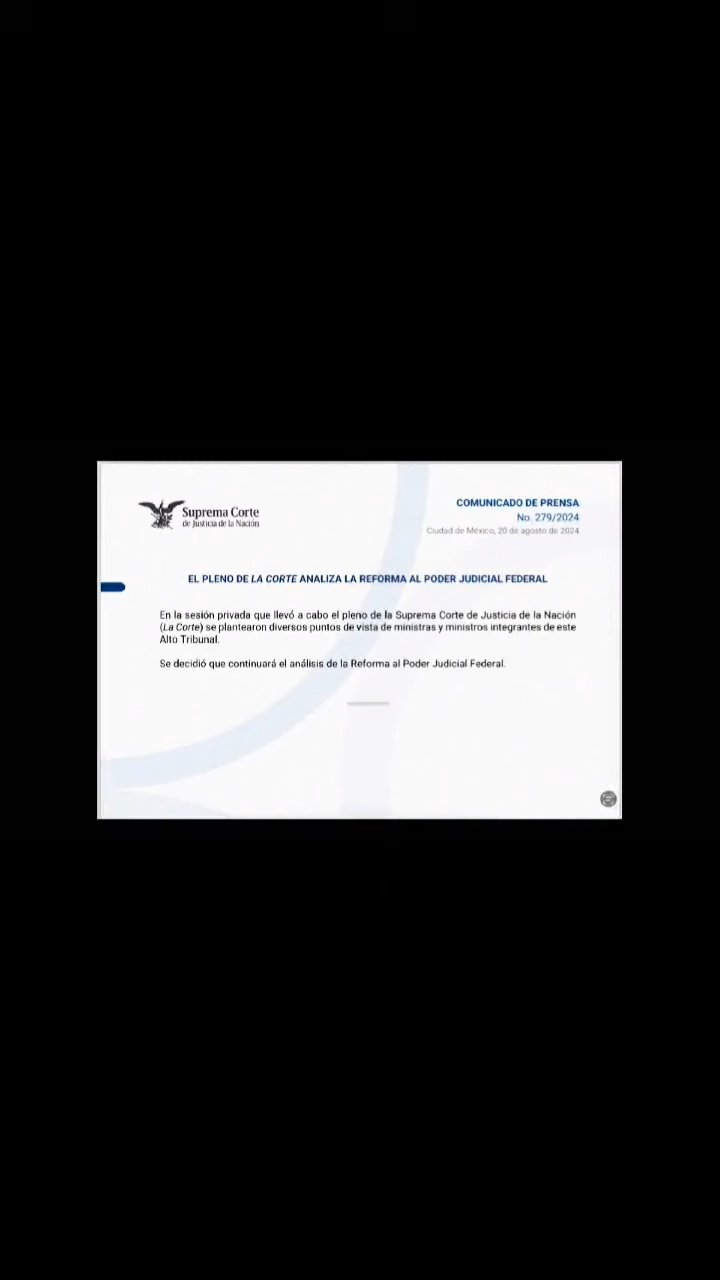 Suprema Corte
de Justicia de la Nación
COMUNICADO DE PRENSA
No. 279/2024
Ciudad de México, 20 de agosto de 2024
EL PLENO DE LA CORTE ANALIZA LA REFORMA AL PODER JUDICIAL FEDERAL
En la sesión privada que llevó a cabo el pleno de la Suprema Corte de Justicia de la Nación
(La Corte) se plantearon diversos puntos de vista de ministras y ministros integrantes de este
Alto Tribunal.
Se decidió que continuará el análisis de la Reforma al Poder Judicial Federal.